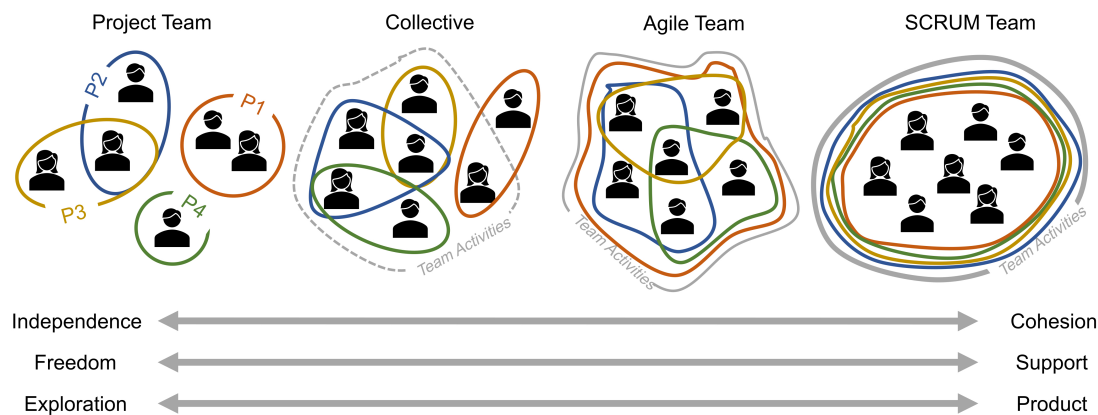 Project Team
Collective
Agile Team
SCRUM Team
P2
P1
P3
P4
Team Activities
Team Activities
Team Activities
Independence
Cohesion
Freedom
Support
Exploration
Product